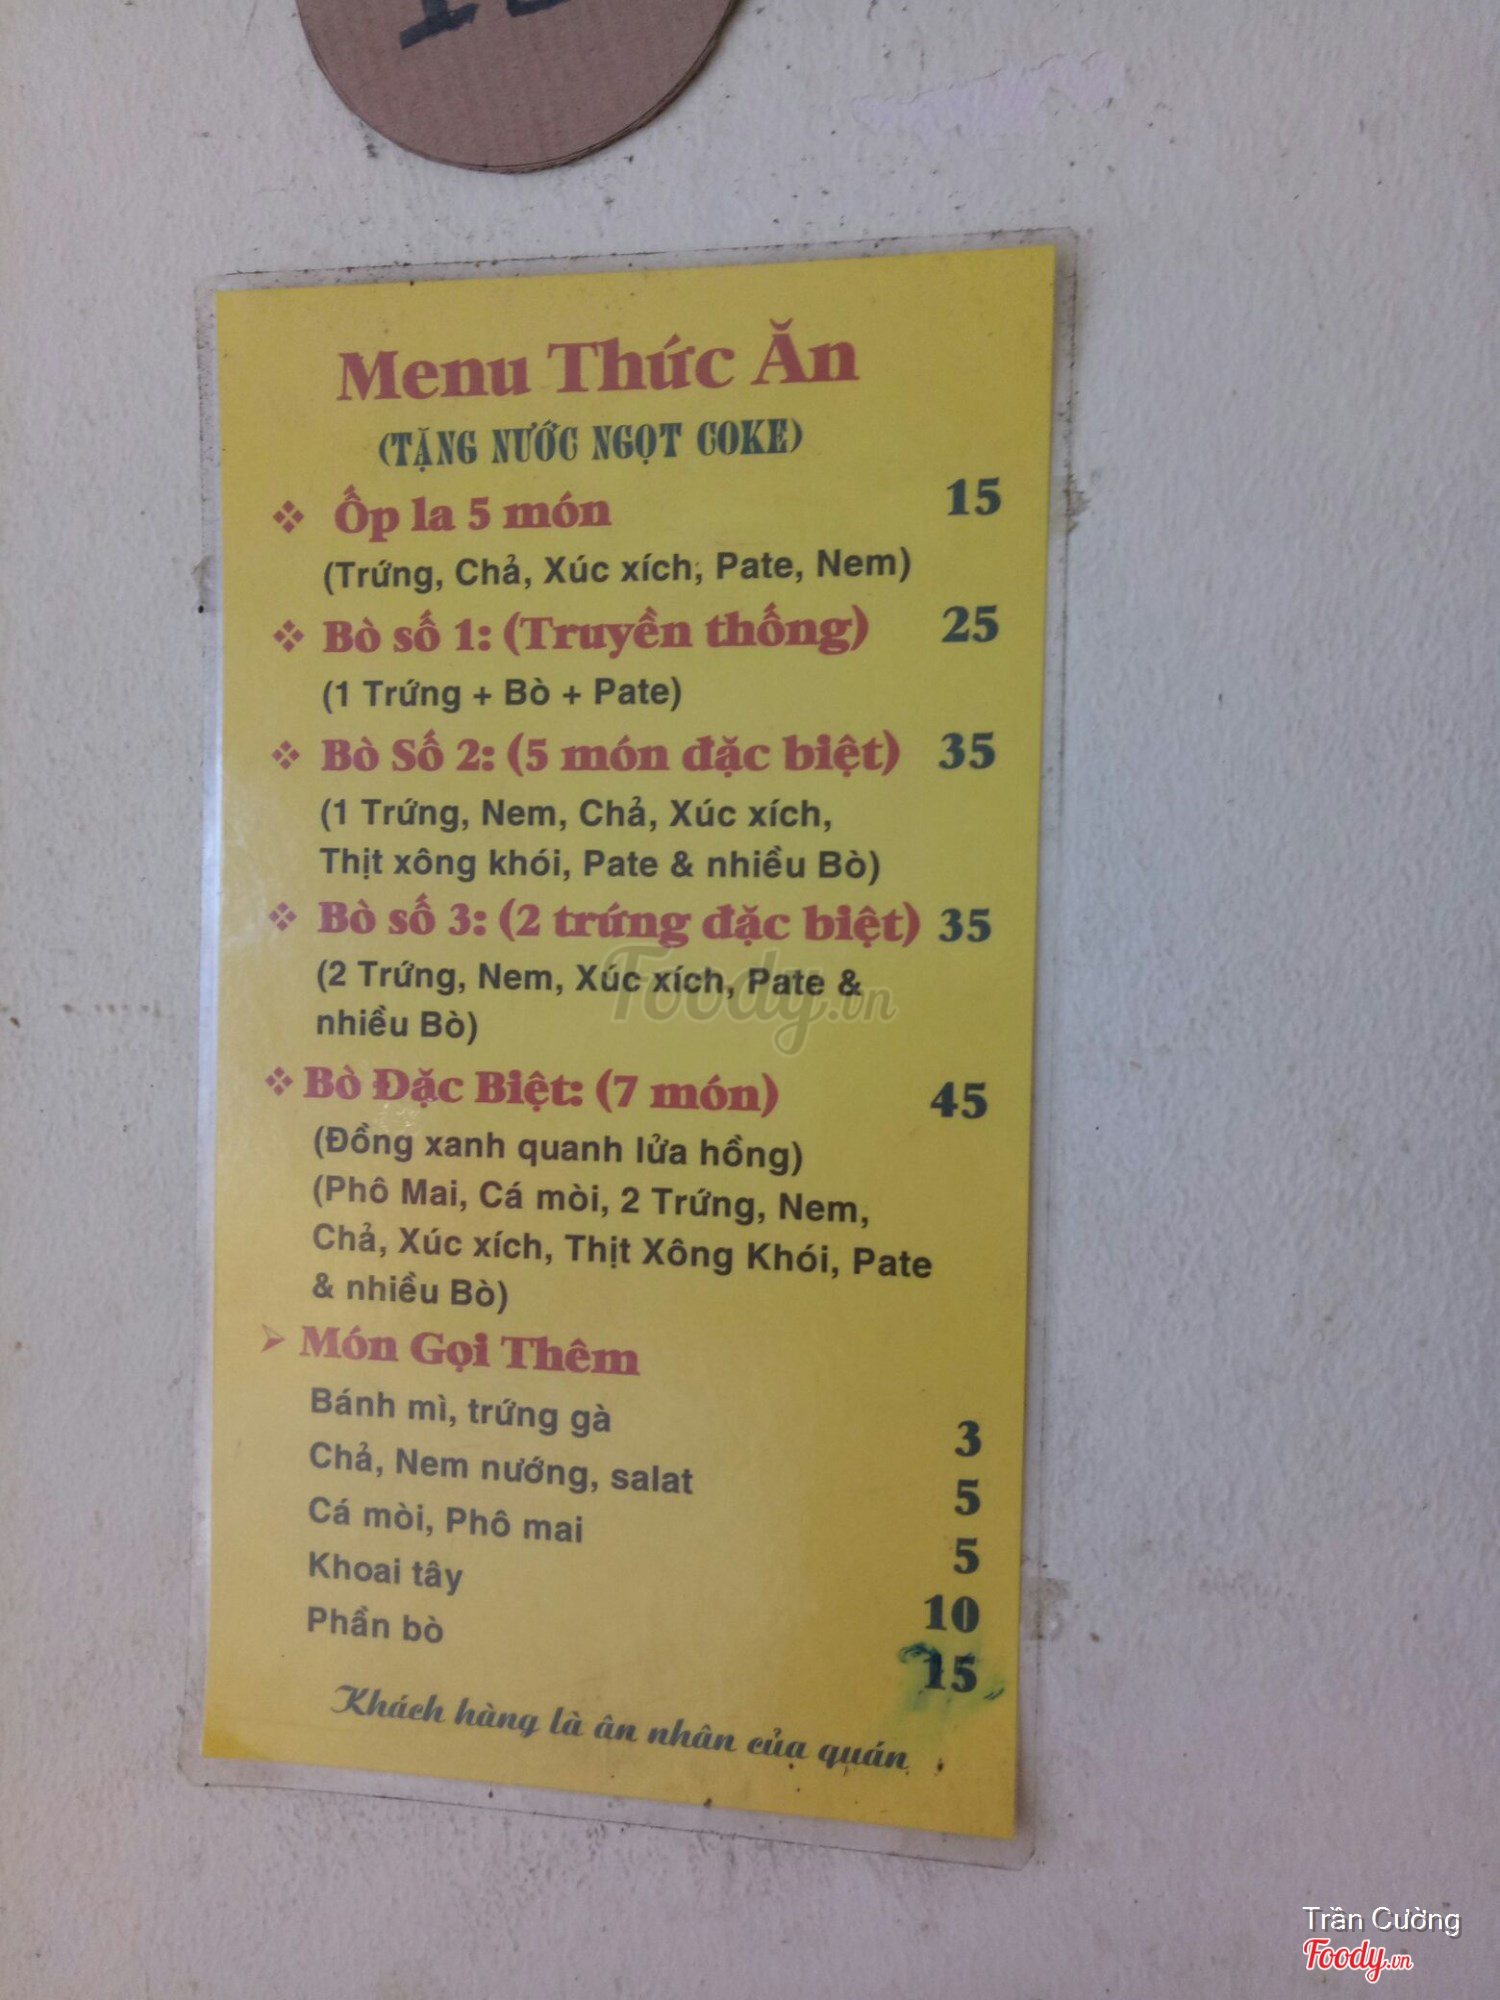 Menu Thức Ăn
(TẶNG NƯỚC NGỌT COKE)
❖ Ốp la 5 món 15
(Trứng, Chả, Xúc xích, Pate, Nem)
❖ Bò số 1: (Truyền thống) 25
(1 Trứng + Bò + Pate)
❖ Bò Số 2: (5 món đặc biệt) 35
(1 Trứng, Nem, Chả, Xúc xích,
Thịt xông khói, Pate & nhiều Bò)
❖ Bò số 3: (2 trứng đặc biệt) 35
(2 Trứng, Nem, Xúc xích, Pate &
nhiều Bò)
Foody.vn
❖ Bò Đặc Biệt: (7 món) 45
(Đồng xanh quanh lửa hồng)
(Phô Mai, Cá mòi, 2 Trứng, Nem,
Chả, Xúc xích, Thịt Xông Khói, Pate
& nhiều Bò)
➢ Món Gọi Thêm
Bánh mì, trứng gà 3
Chả, Nem nướng, salat 5
Cá mòi, Phô mai 5
Khoai tây 10
Phần bò 15
Khách hàng là ân nhân của quán
Trần Cường
Foody.vn